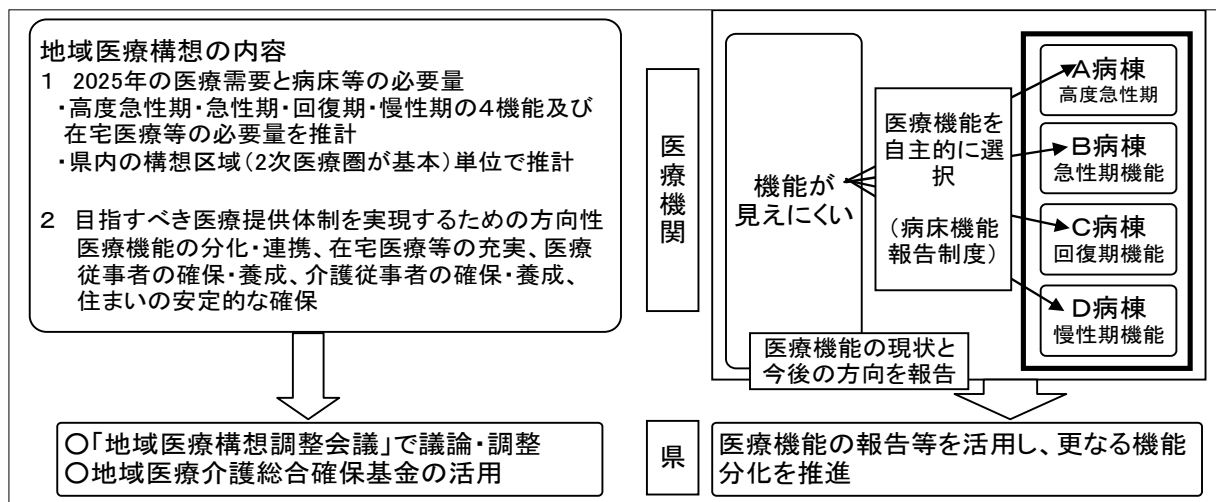 地域医療構想の内容
1 2025年の医療需要と病床等の必要量
・高度急性期・急性期・回復期・慢性期の4機能及び
在宅医療等の必要量を推計
・県内の構想区域(2次医療圏が基本)単位で推計
2 目指すべき医療提供体制を実現するための方向性
医療機能の分化・連携、在宅医療等の充実、医療
従事者の確保・養成、介護従事者の確保・養成、
住まいの安定的な確保
○「地域医療構想調整会議」で議論・調整
○地域医療介護総合確保基金の活用
医療機関
機能が
見えにくい
医療機能を
自主的に選
択
(病床機能
報告制度)
A病棟
高度急性期
B病棟
急性期機能
C病棟
回復期機能
D病棟
慢性期機能
医療機能の現状と
今後の方向を報告
県
医療機能の報告等を活用し、更なる機能
分化を推進